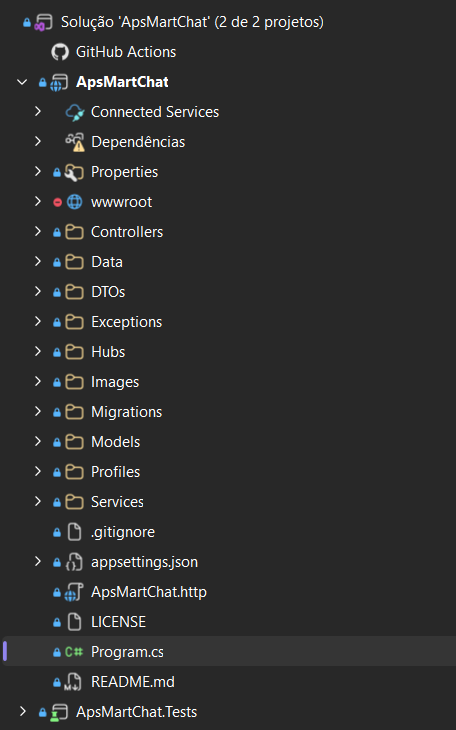 Solução 'ApsMartChat' (2 de 2 projetos)
GitHub Actions
ApsMartChat
Connected Services
Dependências
Properties
wwwroot
Controllers
Data
DTOs
Exceptions
Hubs
Images
Migrations
Models
Profiles
Services
.gitignore
appsettings.json
ApsMartChat.http
LICENSE
C# Program.cs
README.md
ApsMartChat.Tests